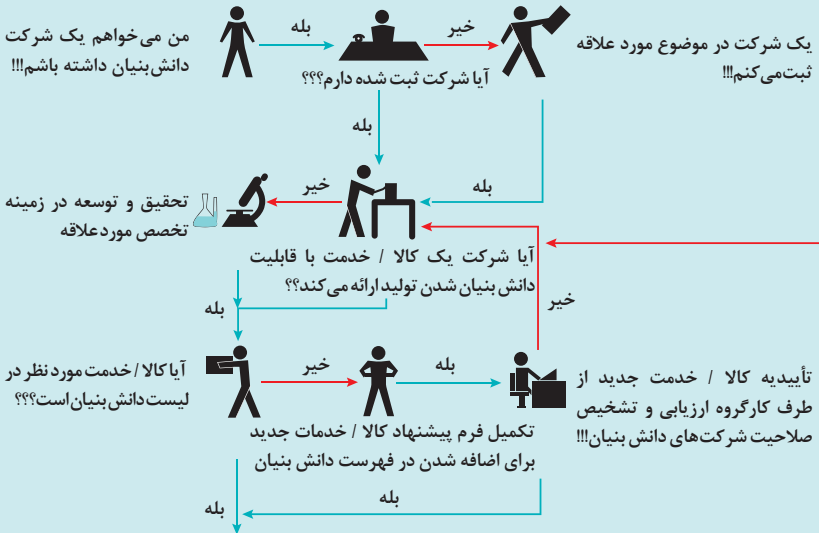 من می‌خواهم یک شرکت
دانش‌بنیان داشته باشم!!!
بله
آیا شرکت ثبت شده دارم؟؟؟
خیر
یک شرکت در موضوع مورد علاقه
ثبت‌می‌کنم!!!
بله
بله
خیر
تحقیق و توسعه در زمینه
تخصص مورد علاقه
آیا شرکت یک کالا / خدمت با قابلیت
دانش بنیان شدن تولید ارائه می‌کند؟؟
بله
خیر
آیا کالا / خدمت مورد نظر در
لیست دانش بنیان است؟؟؟
خیر
تکمیل فرم پیشنهاد کالا / خدمات جدید
برای اضافه شدن در فهرست دانش بنیان
بله
تأییدیه کالا / خدمت جدید از
طرف کارگروه ارزیابی و تشخیص
صلاحیت شرکت‌های دانش بنیان!!!
بله
بله